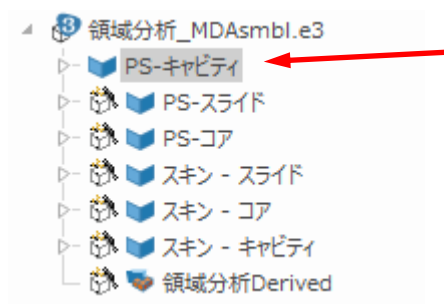 領域分析_MDAsmbl.e3
PS-キャビティ
PS-スライド
PS-コア
スキン - スライド
スキン - コア
スキン - キャビティ
領域分析Derived